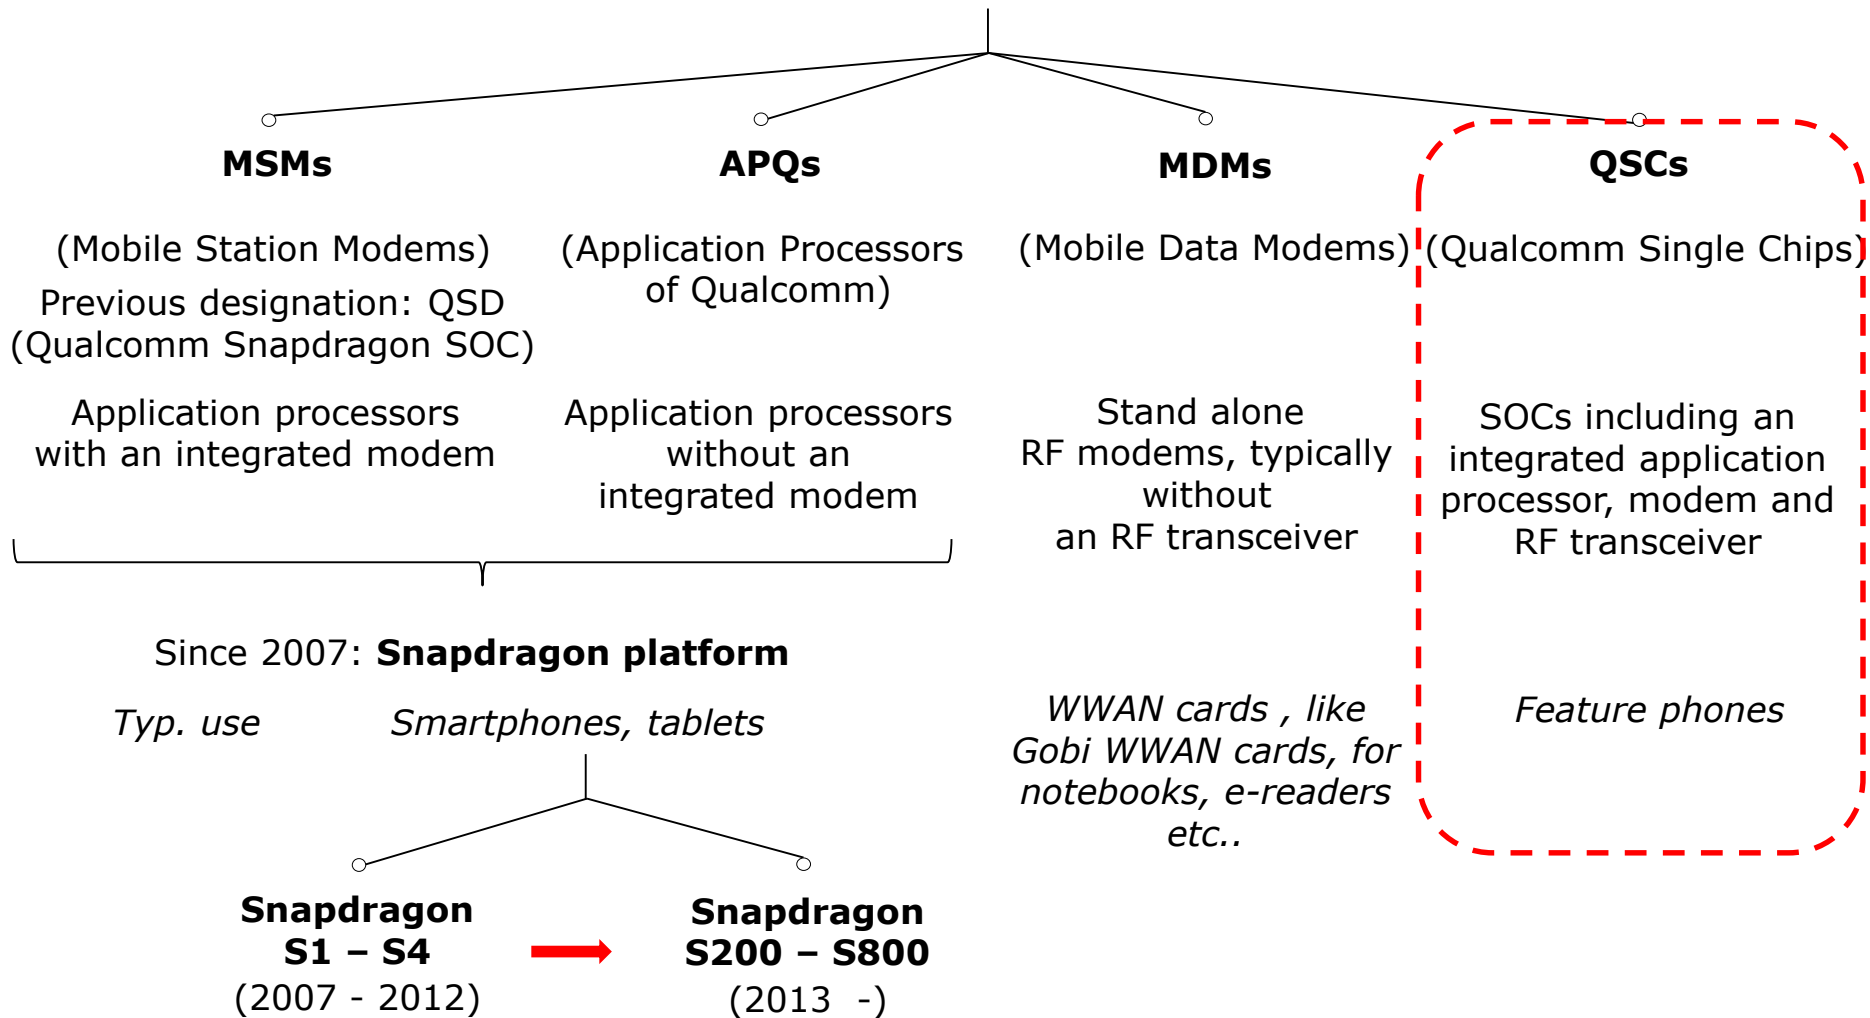 MSMs
(Mobile Station Modems)
Previous designation: QSD
(Qualcomm Snapdragon SOC)
Application processors
with an integrated modem
APQs
(Application Processors
of Qualcomm)
Application processors
without an
integrated modem
MDMs
(Mobile Data Modems)
Stand alone
RF modems, typically
without
an RF transceiver
QSCs
(Qualcomm Single Chips)
SOCs including an
integrated application
processor, modem and
RF transceiver
Since 2007: Snapdragon platform
Typ. use
Smartphones, tablets
WWAN cards , like
Gobi WWAN cards, for
notebooks, e-readers
etc..
Feature phones
Snapdragon
S1 – S4
(2007 - 2012)
Snapdragon
S200 – S800
(2013 -)